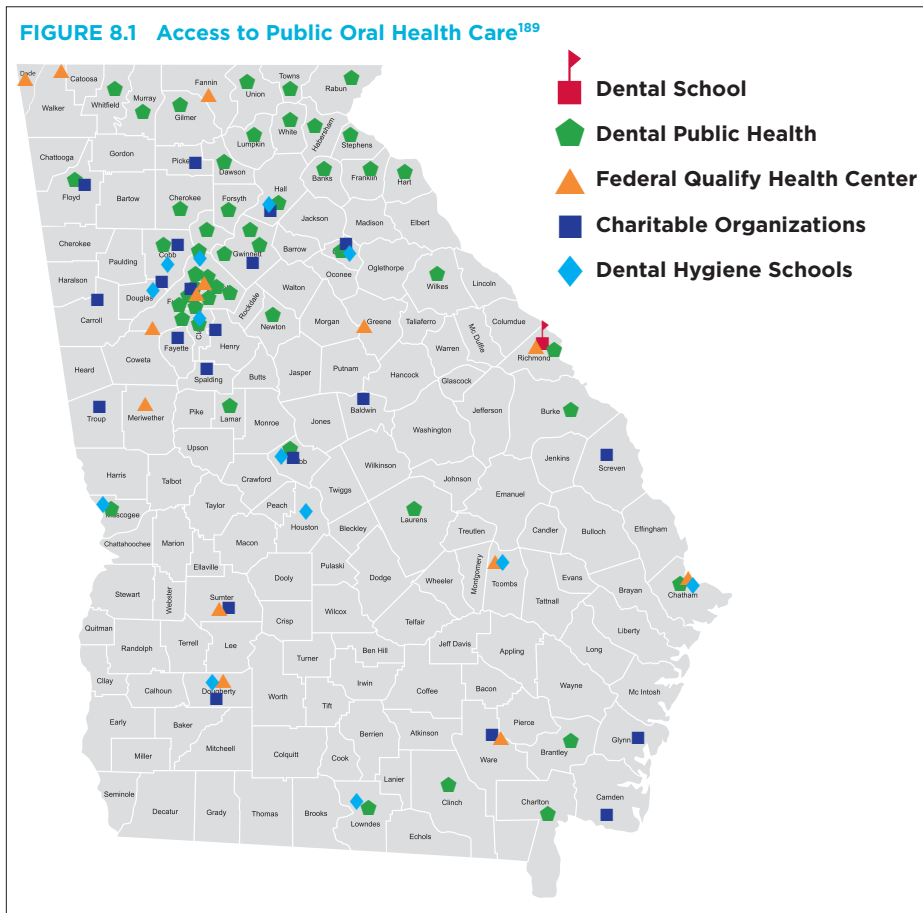 FIGURE 8.1 Access to Public Oral Health Care189
Dental School
Dental Public Health
Federal Qualify Health Center
Charitable Organizations
Dental Hygiene Schools
Dade
Catoosa
Fannin
Towns
Rabun
Walker
Whitfield
Murray
Gilmer
Union
White
Habersham
Lumpkin
Stephens
Chattooga
Gordon
Dawson
Banks
Franklin
Hart
Floyd
Bartow
Cherokee
Forsyth
Hall
Jackson
Madison
Elbert
Cherokee
Paulding
Cobb
Gwinnett
Barrow
Oconee
Oglethorpe
Wilkes
Lincoln
Haralson
Douglas
Rockdale
Walton
Carroll
Newton
Morgan
Greene
Taliaferro
Mc Duffie
Columdue
Richmond
Fayette
Henry
Coweta
Heard
Spalding
Butts
Jasper
Putnam
Hancock
Warren
Glascock
Troup
Meriwether
Pike
Lamar
Monroe
Jones
Baldwin
Washington
Jefferson
Burke
Upson
Jenkins
Screven
Harris
Talbot
Crawford
Wilkinson
Johnson
Twiggs
Emanuel
Taylor
Peach
Houston
Bleckley
Laurens
Treutlen
Candler
Bulloch
Effingham
Chattahoochee
Marion
Macon
Ellaville
Dooly
Pulaski
Dodge
Wheeler
Montgomery
Toombs
Evans
Tattnall
Brayan
Chatham
Stewart
Webster
Sumter
Crisp
Wilcox
Telfair
Liberty
Quitman
Randolph
Terrell
Lee
Turner
Ben Hill
Jeff Davis
Appling
Long
Cllay
Calhoun
Dougherty
Worth
Tift
Irwin
Coffee
Bacon
Wayne
Mc Intosh
Early
Baker
Mitcheell
Miller
Colquitt
Cook
Berrien
Atkinson
Pierce
Ware
Brantley
Glynn
Seminole
Decatur
Grady
Thomas
Brooks
Lanier
Lowndes
Clinch
Echols
Charlton
Camden